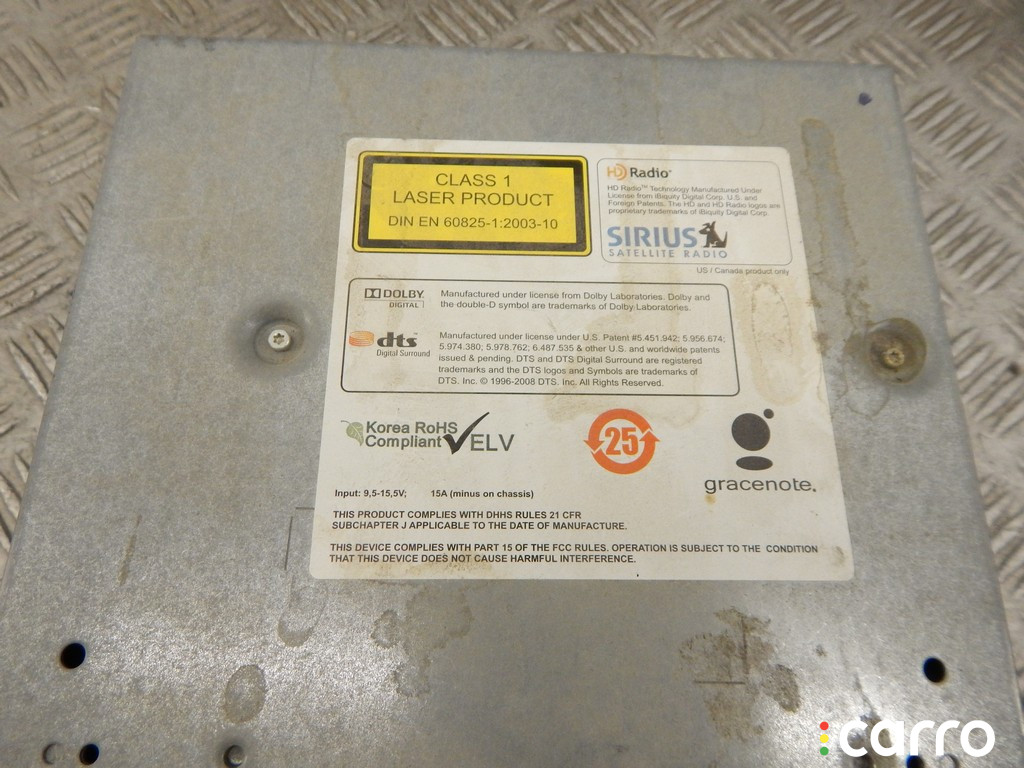 CLASS 1
LASER PRODUCT
DIN EN 60825-1:2003-10
HD Radio™
HD Radio™ Technology Manufactured Under
License from iBiquity Digital Corp. U.S. and
Foreign Patents. The HD and HD Radio logos are
proprietary trademarks of iBiquity Digital Corp.
SIRIUS
SATELLITE RADIO
US / Canada product only
DOLBY
DIGITAL
Manufactured under license from Dolby Laboratories. Dolby and
the double-D symbol are trademarks of Dolby Laboratories.
dts
Digital Surround
Manufactured under license under U.S. Patent #5.451,942; 5.956.674;
5.974.380; 5.978.762; 6.487.535 & other U.S. and worldwide patents
issued & pending. DTS and DTS Digital Surround are registered
trademarks and the DTS logos and Symbols are trademarks of
DTS. Inc. © 1996-2008 DTS. Inc. All Rights Reserved.
Korea RoHS
Compliant
ELV
25
gracenote.
Input: 9,5-15,5V; 15A (minus on chassis)
THIS PRODUCT COMPLIES WITH DHHS RULES 21 CFR
SUBCHAPTER J APPLICABLE TO THE DATE OF MANUFACTURE.
THIS DEVICE COMPLIES WITH PART 15 OF THE FCC RULES. OPERATION IS SUBJECT TO THE CONDITION
THAT THIS DEVICE DOES NOT CAUSE HARMFUL INTERFERENCE.
carro